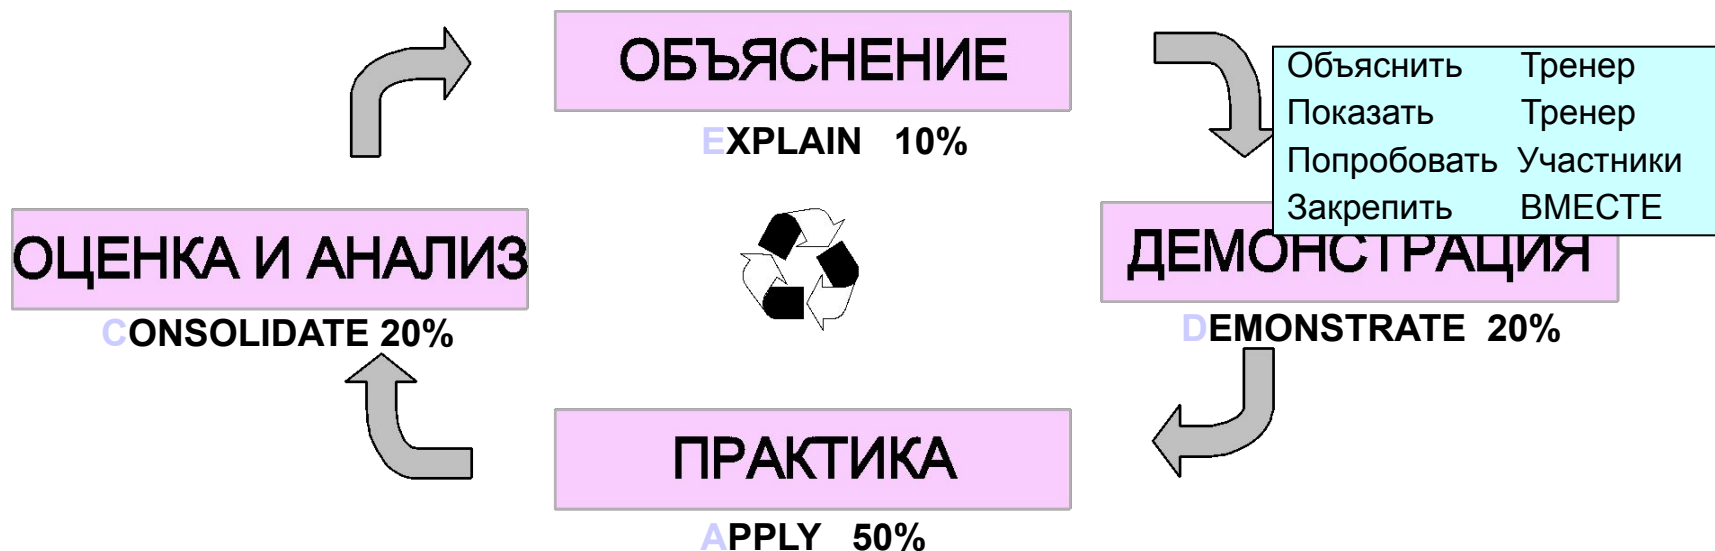 ОБЪЯСНЕНИЕ
EXPLAIN 10%
Объяснить Тренер
Показать Тренер
Попробовать Участники
Закрепить ВМЕСТЕ
ДЕМОНСТРАЦИЯ
DEMONSTRATE 20%
ПРАКТИКА
APPLY 50%
ОЦЕНКА И АНАЛИЗ
CONSOLIDATE 20%